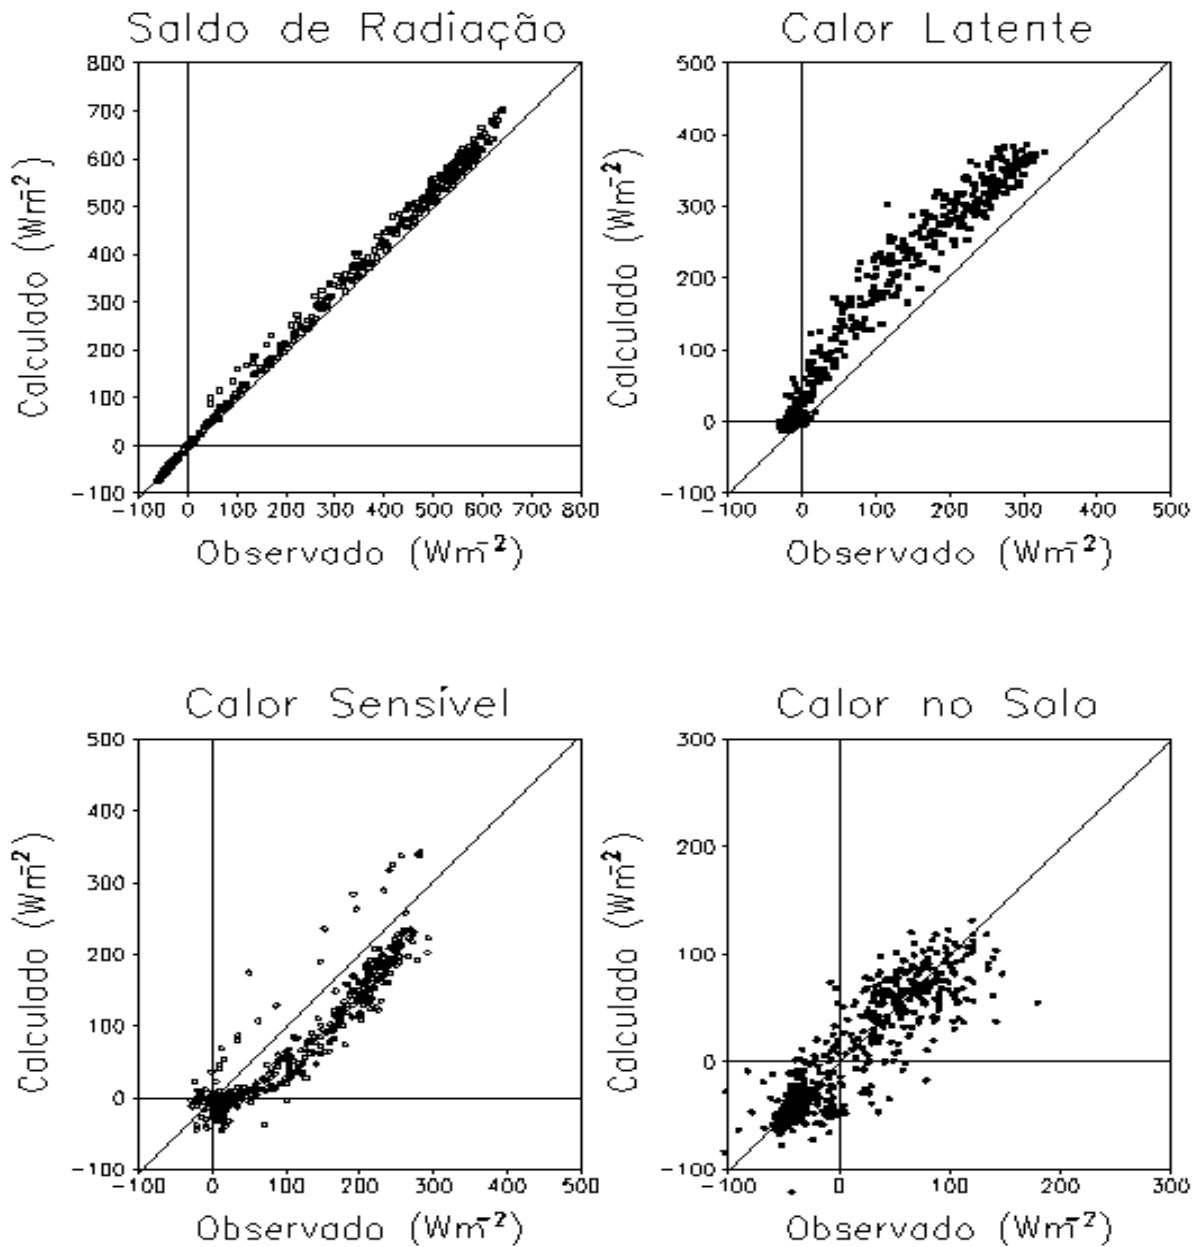 Saldo de Radiação
800
700
600
500
400
300
200
100
0
-100
-100 0 100 200 300 400 500 600 700 800
Calculado (Wm⁻²)
Observado (Wm⁻²)
Calor Latente
500
400
300
200
100
0
-100
-100 0 100 200 300 400 500
Calculado (Wm⁻²)
Observado (Wm⁻²)
Calor Sensível
500
400
300
200
100
0
-100
-100 0 100 200 300 400 500
Calculado (Wm⁻²)
Observado (Wm⁻²)
Calor no Solo
300
200
100
0
-100
-100 0 100 200 300
Calculado (Wm⁻²)
Observado (Wm⁻²)